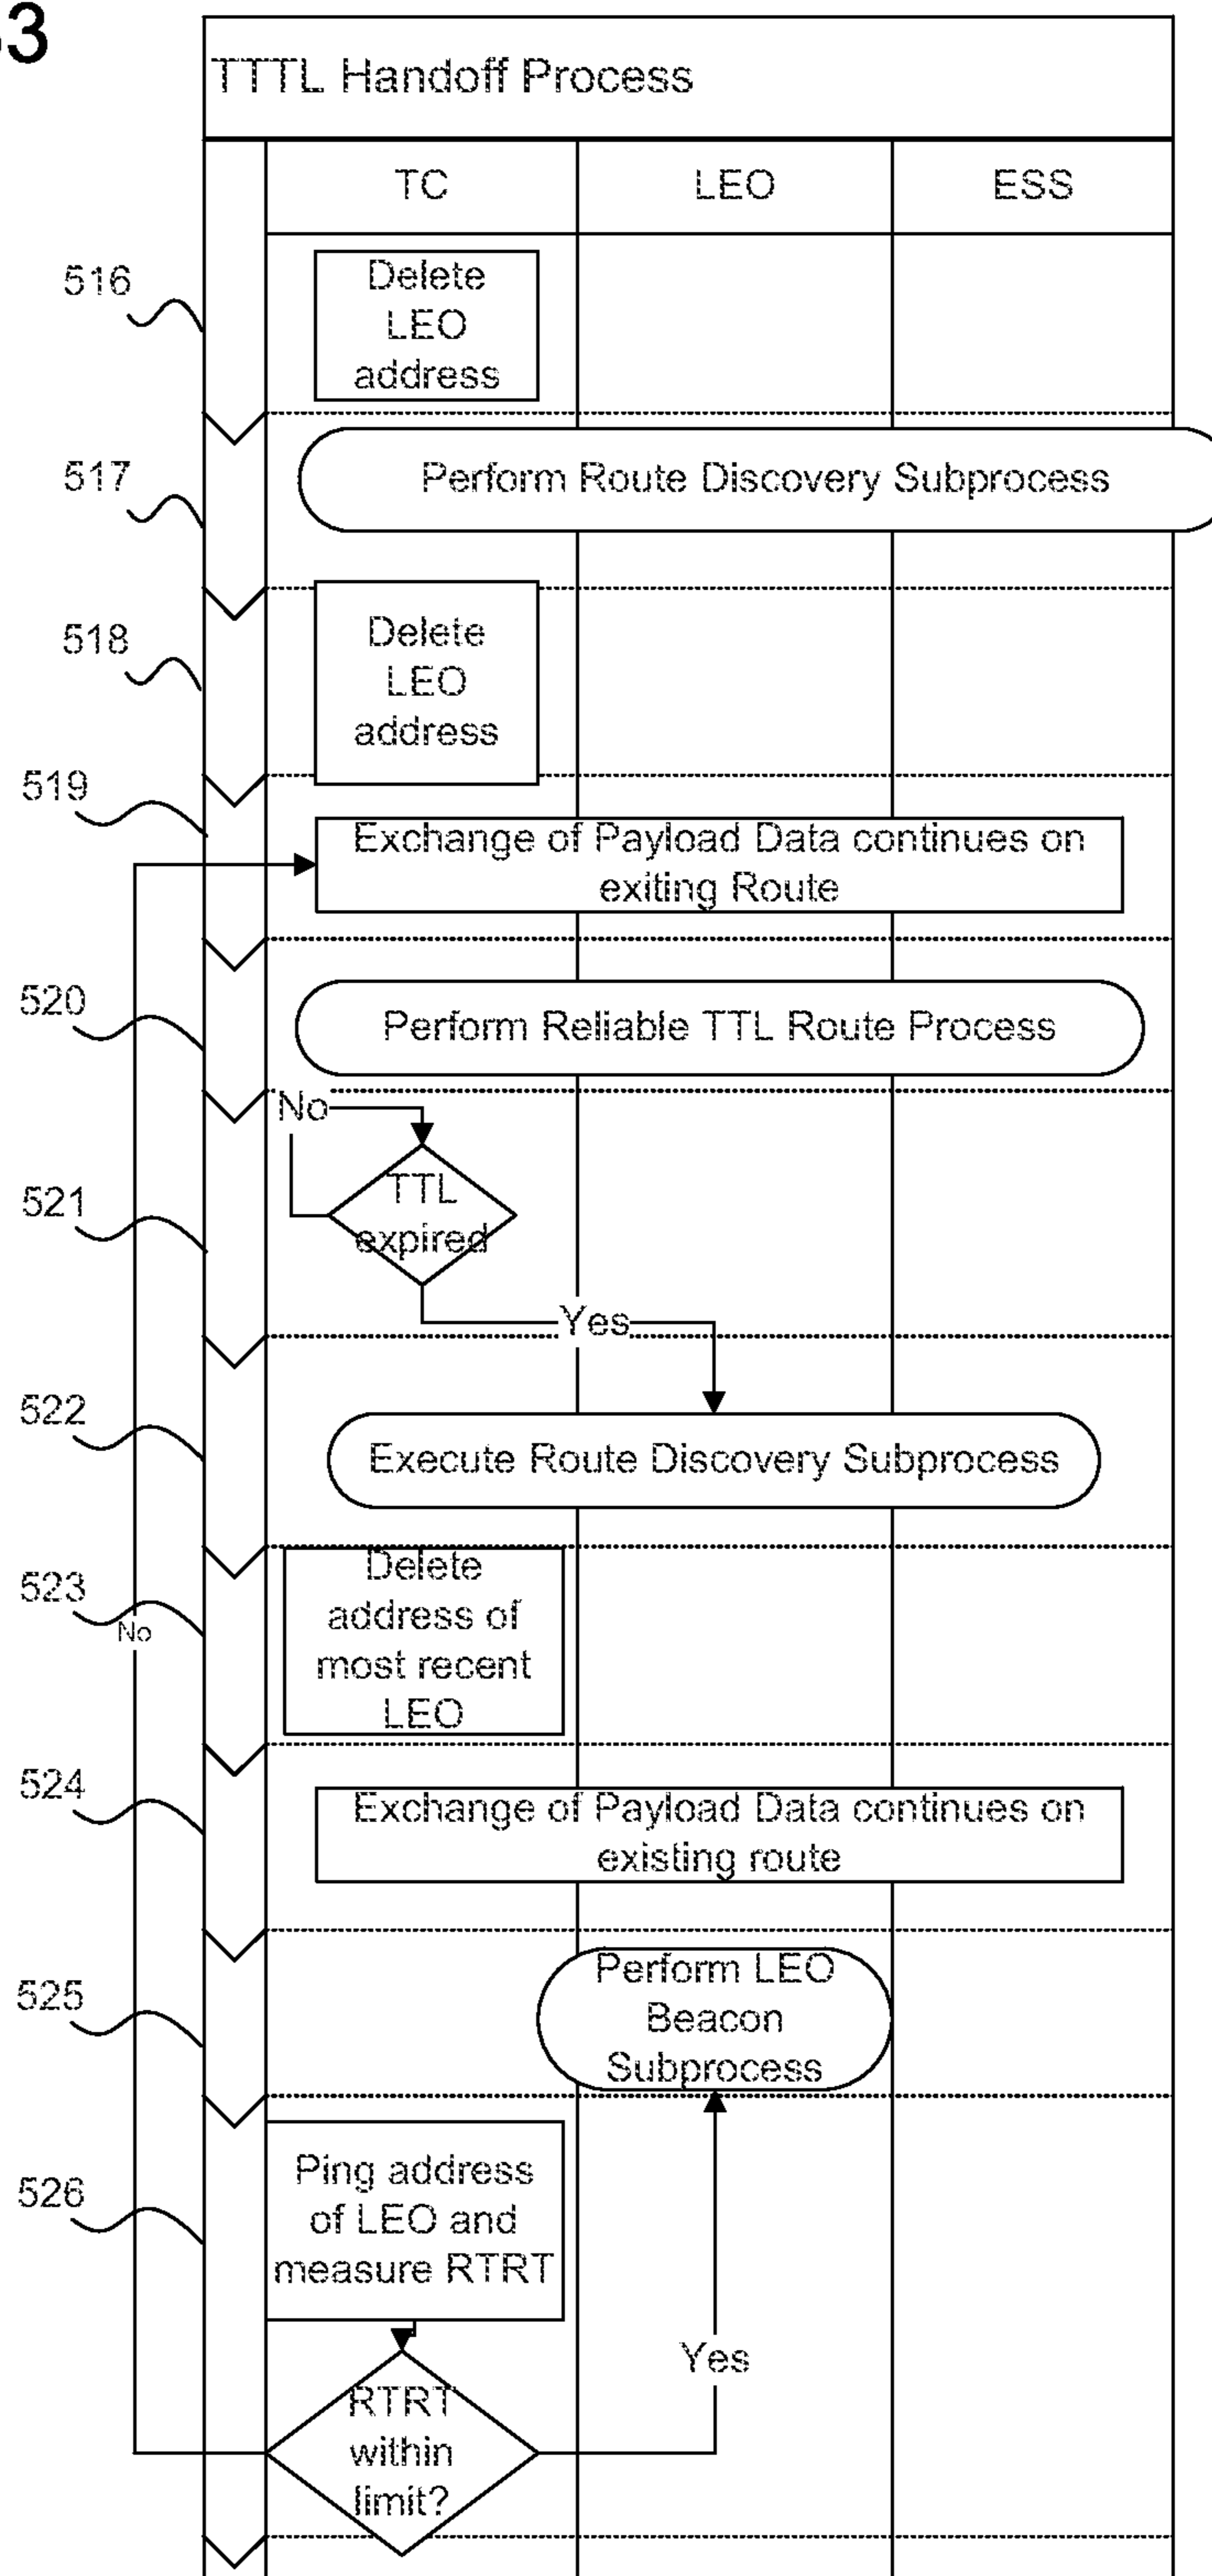 3
TTTL Handoff Process
TC
LEO
ESS
516
Delete
LEO
address
517
Perform Route Discovery Subprocess
518
Delete
LEO
address
519
Exchange of Payload Data continues on
exiting Route
520
Perform Reliable TTL Route Process
No
521
TTL
expired
Yes
522
Execute Route Discovery Subprocess
523
Delete
address of
most recent
LEO
No
524
Exchange of Payload Data continues on
existing route
525
Perform LEO
Beacon
Subprocess
526
Ping address
of LEO and
measure RTRT
Yes
RTRT
within
limit?